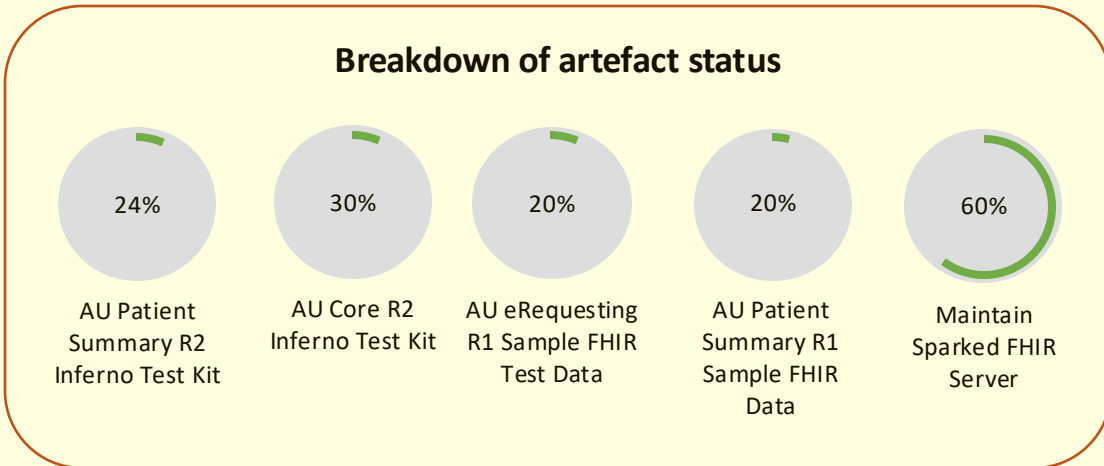 Breakdown of artefact status
24%
30%
20%
20%
60%
AU Patient
Summary R2
Inferno Test Kit
AU Core R2
Inferno Test Kit
AU eRequesting
R1 Sample FHIR
Test Data
AU Patient
Summary R1
Sample FHIR
Data
Maintain
Sparked FHIR
Server